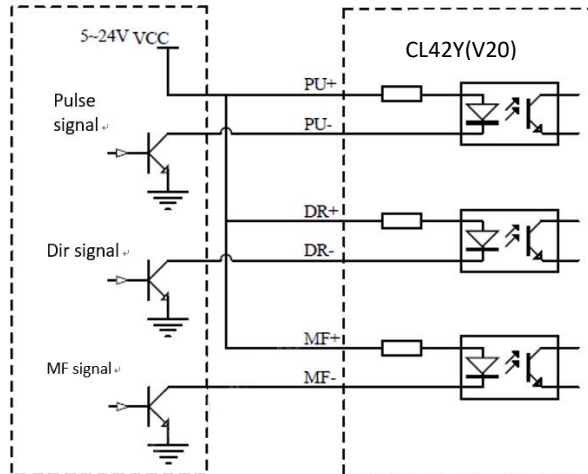 5~24V VCC
CL42Y(V20)
PU+
Pulse
signal
PU-
DR+
Dir signal
DR-
MF+
MF signal
MF-